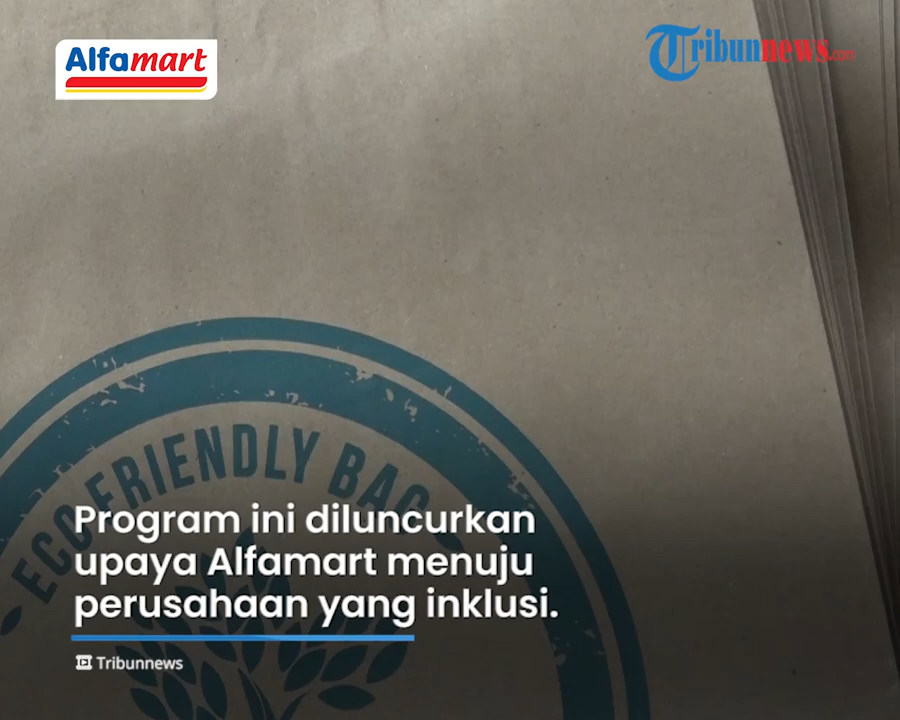 Alfamart
Tribunnews.com
ECO FRIENDLY BAG
Program ini diluncurkan
upaya Alfamart menuju
perusahaan yang inklusi.
Tribunnews